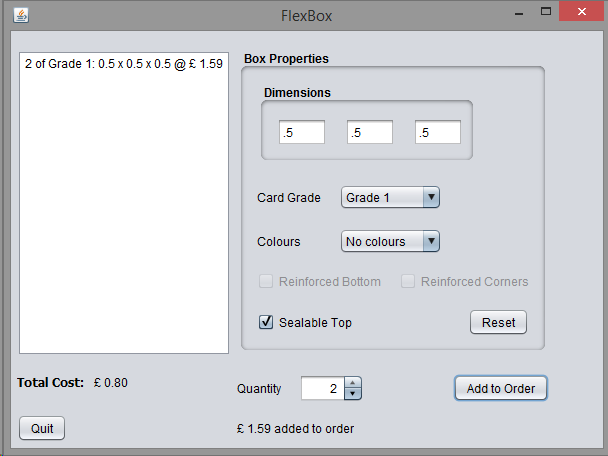 FlexBox
2 of Grade 1: 0.5 x 0.5 x 0.5 @ £ 1.59
Box Properties
Dimensions
.5 .5 .5
Card Grade Grade 1
Colours No colours
Reinforced Bottom Reinforced Corners
Sealable Top Reset
Total Cost: £ 0.80
Quantity 2 Add to Order
Quit £ 1.59 added to order